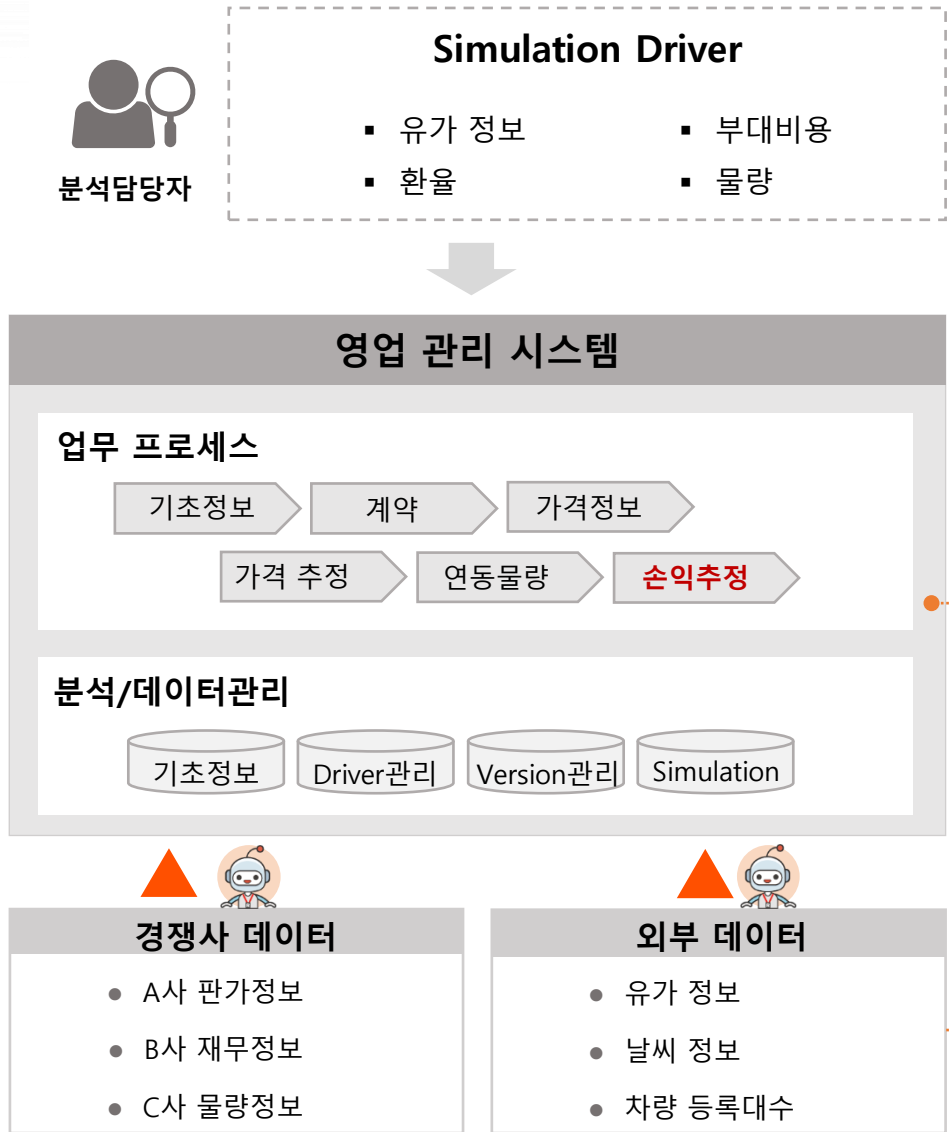 Simulation Driver
▪ 유가 정보 ▪ 부대비용
▪ 환율 ▪ 물량
분석담당자
영업 관리 시스템
업무 프로세스
기초정보 계약 가격정보
가격 추정 연동물량 손익추정
분석/데이터관리
기초정보 Driver관리 Version관리 Simulation
경쟁사 데이터
● A사 판가정보
● B사 재무정보
● C사 물량정보
외부 데이터
● 유가 정보
● 날씨 정보
● 차량 등록대수